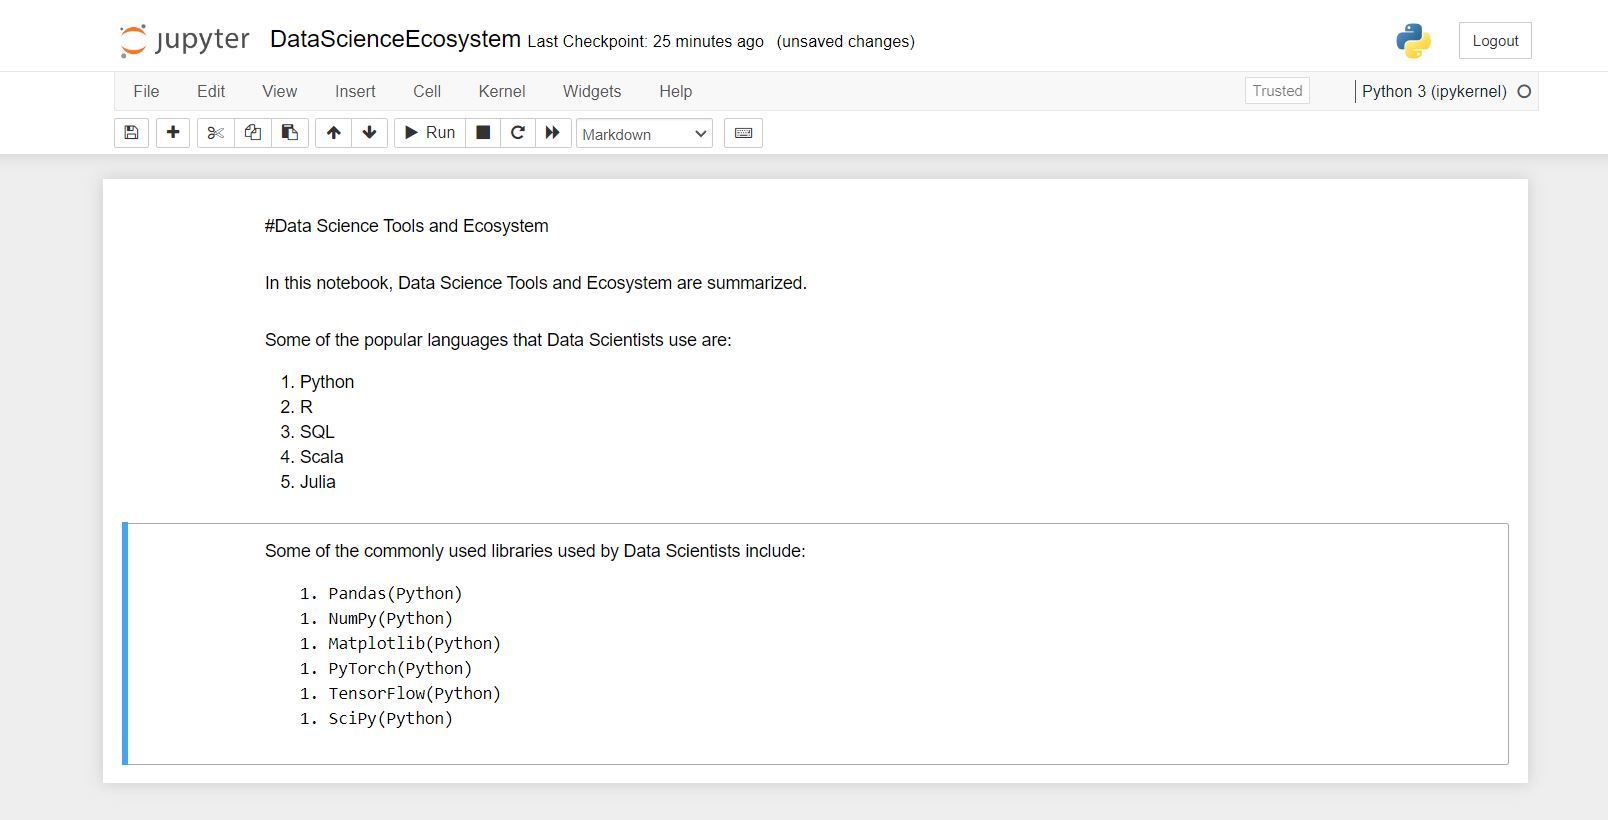 jupyter DataScienceEcosystem Last Checkpoint: 25 minutes ago (unsaved changes)
Logout
File Edit View Insert Cell Kernel Widgets Help
Trusted
Python 3 (ipykernel)
Run
Markdown
#Data Science Tools and Ecosystem
In this notebook, Data Science Tools and Ecosystem are summarized.
Some of the popular languages that Data Scientists use are:
1. Python
2. R
3. SQL
4. Scala
5. Julia
Some of the commonly used libraries used by Data Scientists include:
1. Pandas(Python)
1. NumPy(Python)
1. Matplotlib(Python)
1. PyTorch(Python)
1. TensorFlow(Python)
1. SciPy(Python)